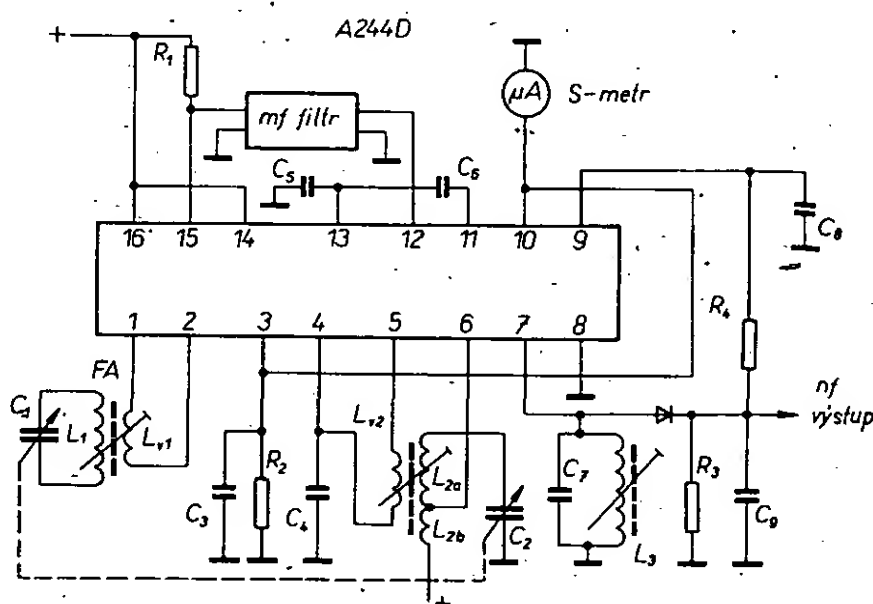 A244D
+
R1
mf filtr
µA
S-metr
C5
C6
C8
16
15
14
13
12
11
10
9
1
2
3
4
5
6
7
8
R4
FA
C1
L1
Lv1
Lv2
L2a
L2b
C2
R2
C3
C4
C7
L3
R3
C9
nf
výstup
+